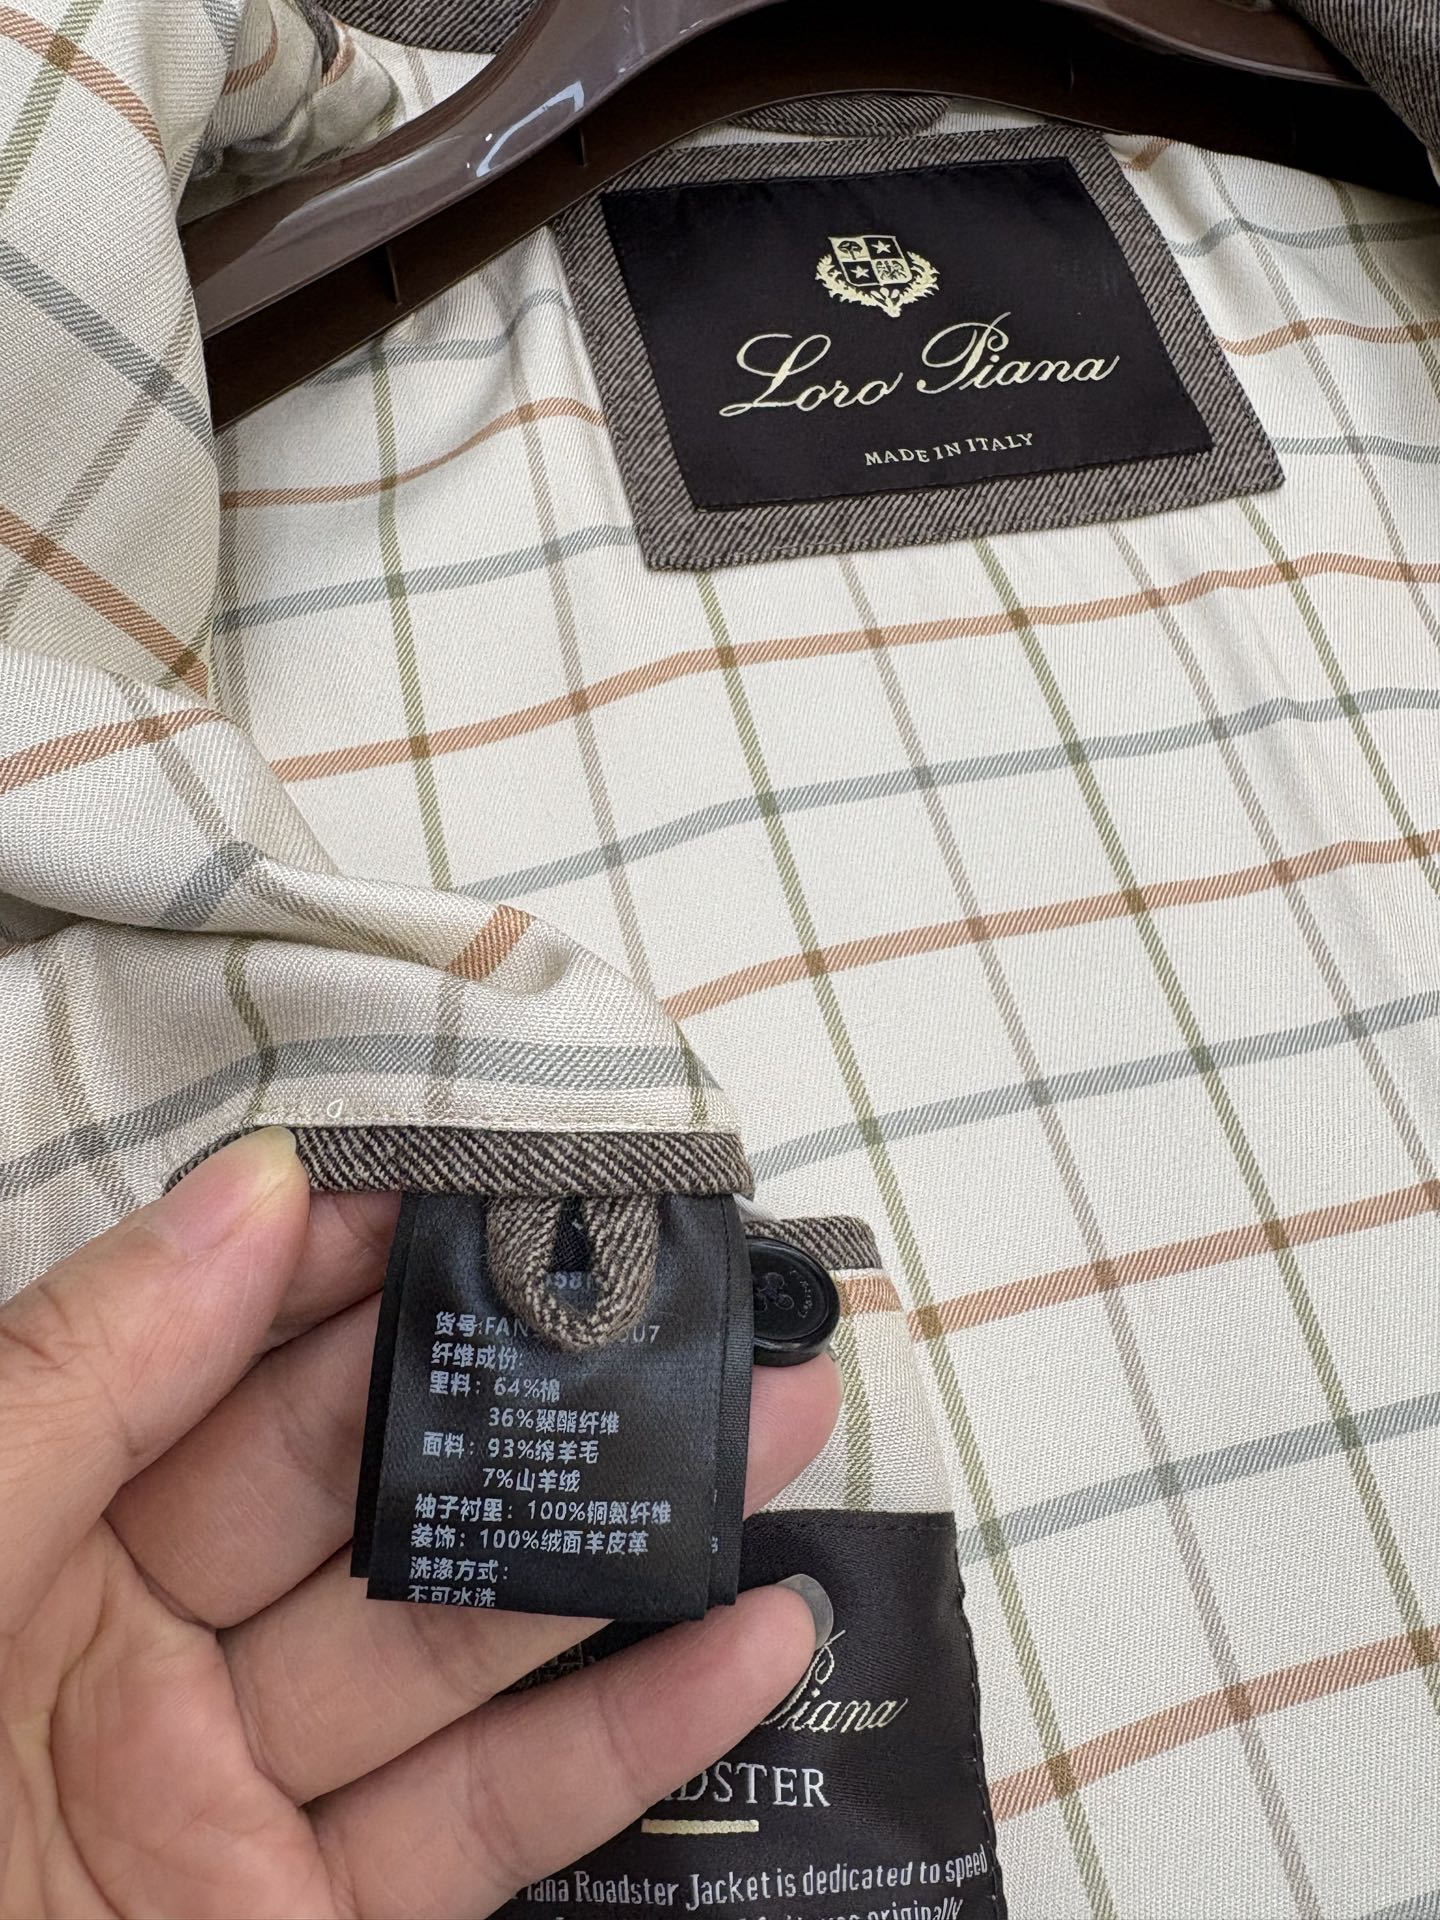 Loro Piana
MADE IN ITALY
货号:FAN
纤维成份:
里料: 64%棉
36%聚酯纤维
面料: 93%绵羊毛
7%山羊绒
袖子衬里: 100%铜氨纤维
装饰: 100%绒面羊皮革
洗涤方式:
不可水洗
Piana
DSTER
Roadster Jacket is dedicated to speed
originally